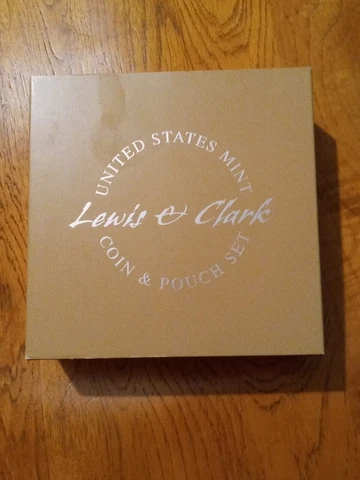 UNITED STATES MINT
Lewis & Clark
COIN & POUCH SET